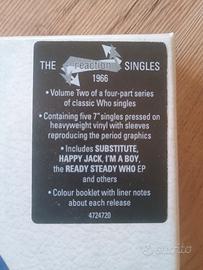 THE reaction SINGLES
1966
• Volume Two of a four-part series
of classic Who singles
• Containing five 7" singles pressed on
heavyweight vinyl with sleeves
reproducing the period graphics
• Includes SUBSTITUTE,
HAPPY JACK, I'M A BOY,
the READY STEADY WHO EP
and others
• Colour booklet with liner notes
about each release
4724720
subito